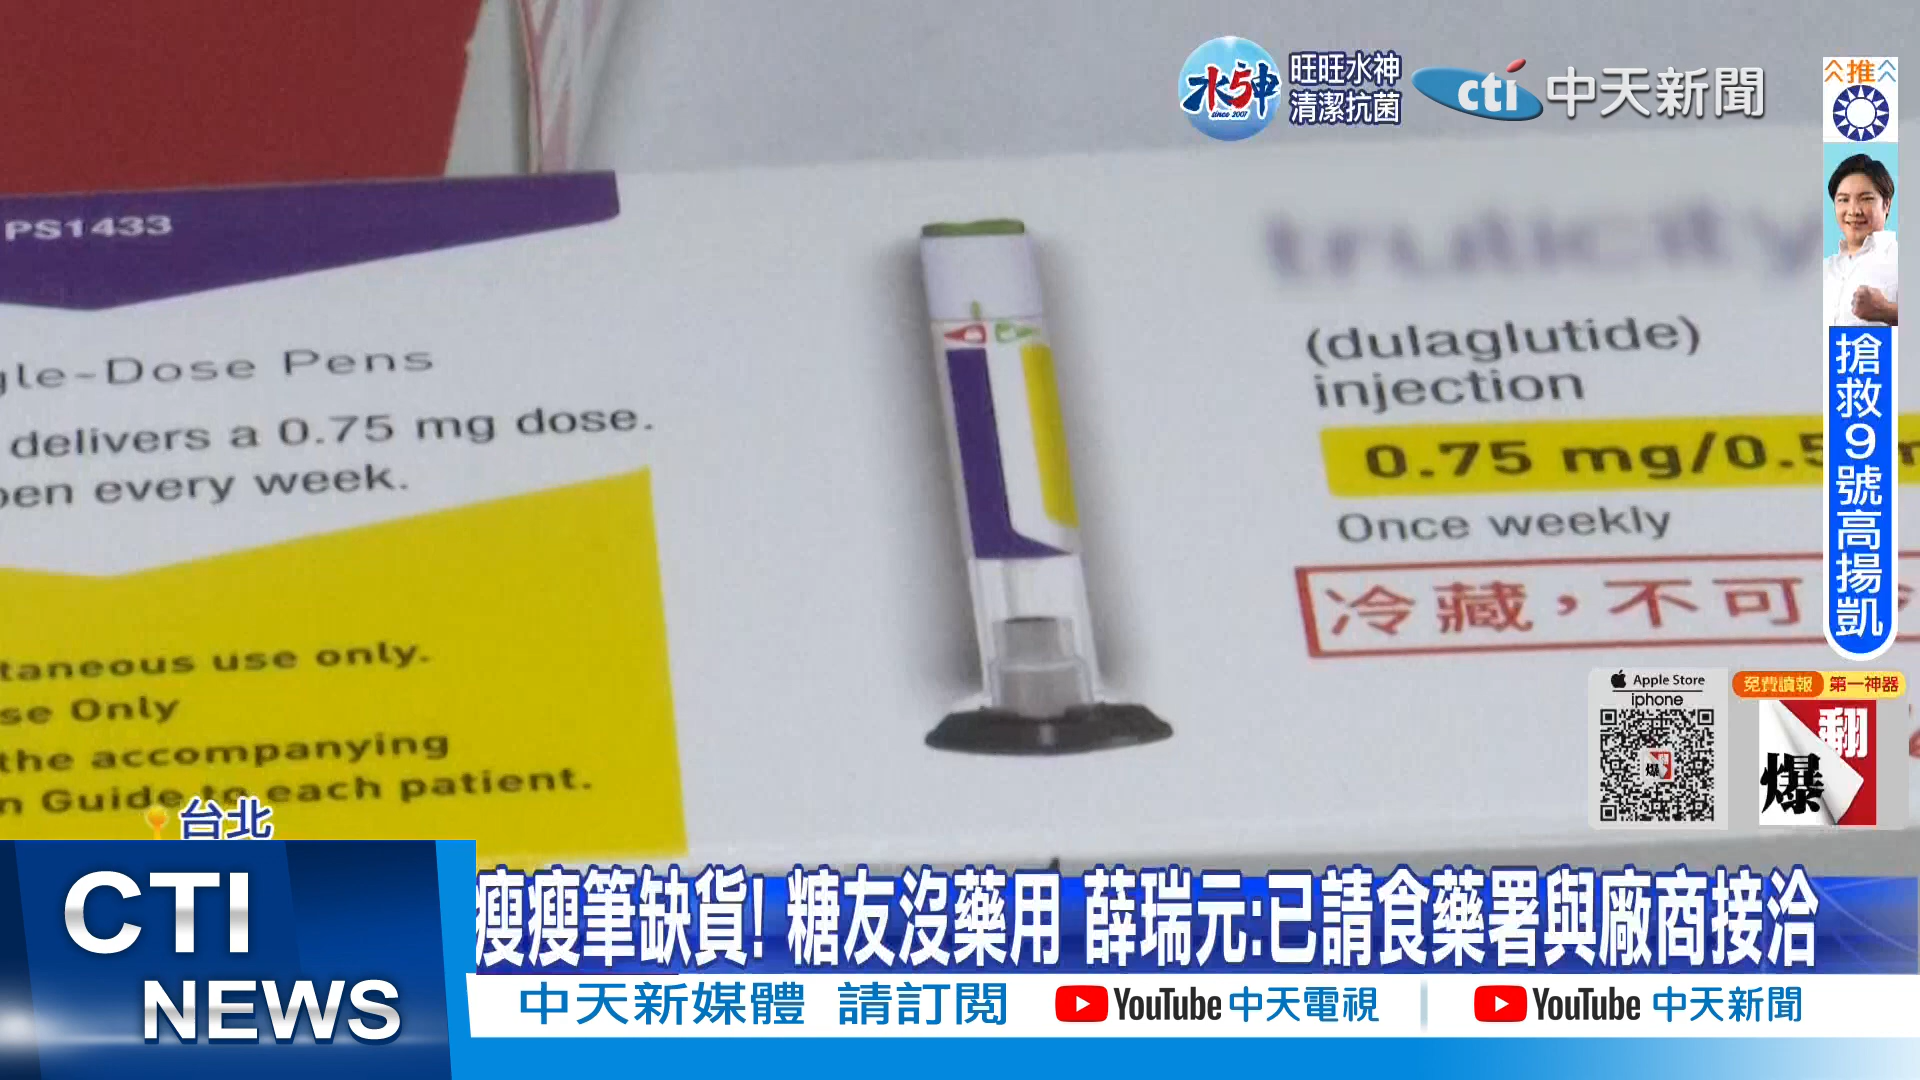 水神
since 2007
旺旺水神
清潔抗菌
cti 中天新聞
推
搶救9號高揚凱
PS1433
gle-Dose Pens
delivers a 0.75 mg dose.
pen every week.
taneous use only.
se Only
the accompanying
n Guide to each patient.
trulicity
(dulaglutide)
injection
0.75 mg/0.5 m
Once weekly
冷藏，不可
Apple Store
iphone
免費讀報 第一神器
翻爆
台北
CTI
NEWS
瘦瘦筆缺貨! 糖友沒藥用 薛瑞元:已請食藥署與廠商接洽
中天新媒體 請訂閱 YouTube 中天電視 YouTube 中天新聞